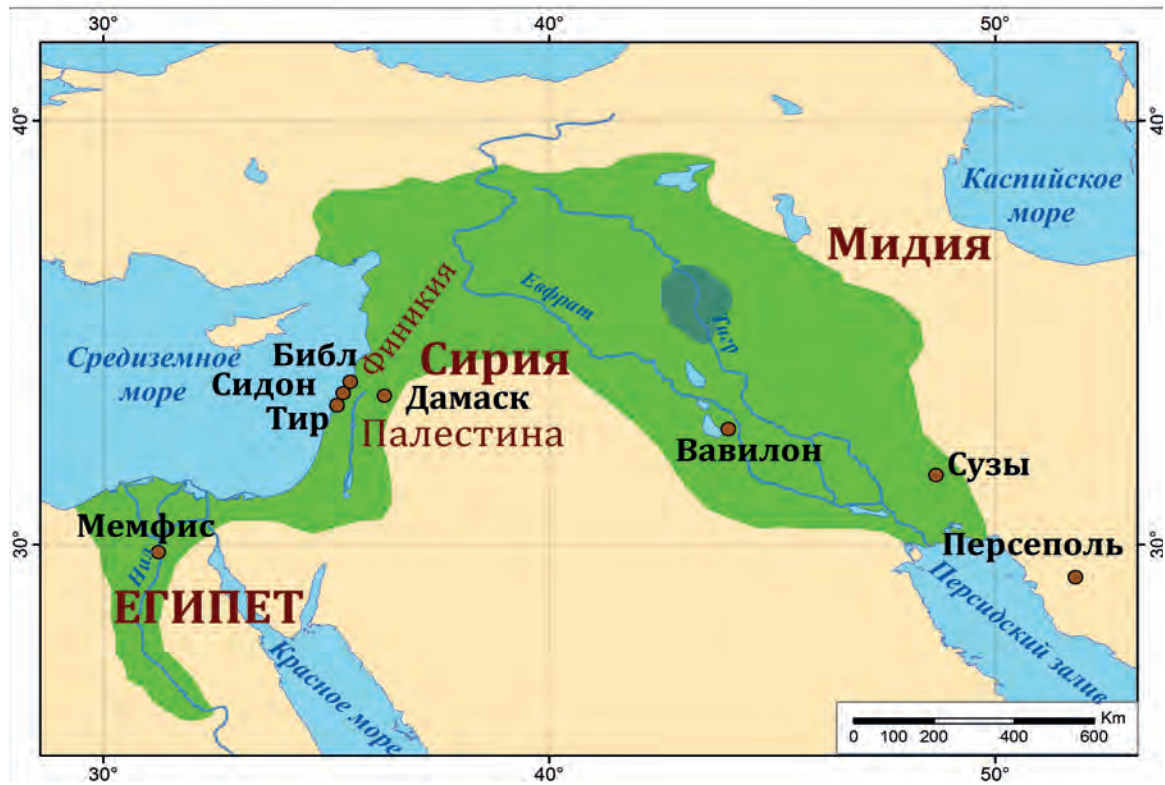 30° 40° 50°
40° 40°
Каспийское
море
Мидия
Финикия
Евфрат
Тигр
Средиземное
море
Библ
Сирия
Сидон
Дамаск
Тир
Палестина
Вавилон
Сузы
Мемфис
30° 30°
Персеполь
Нил
ЕГИПЕТ
Персидский залив
Красное море
Km
0 100 200 400 600
30° 40° 50°